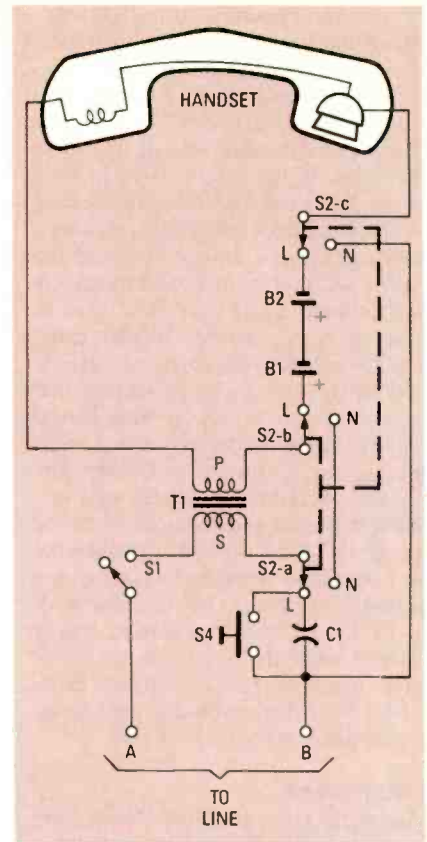 HANDSET
S2-c
L
N
B2
+
B1
+
L
N
S2-b
P
T1
S
S1
S2-a
L
N
S4
C1
A
B
TO
LINE